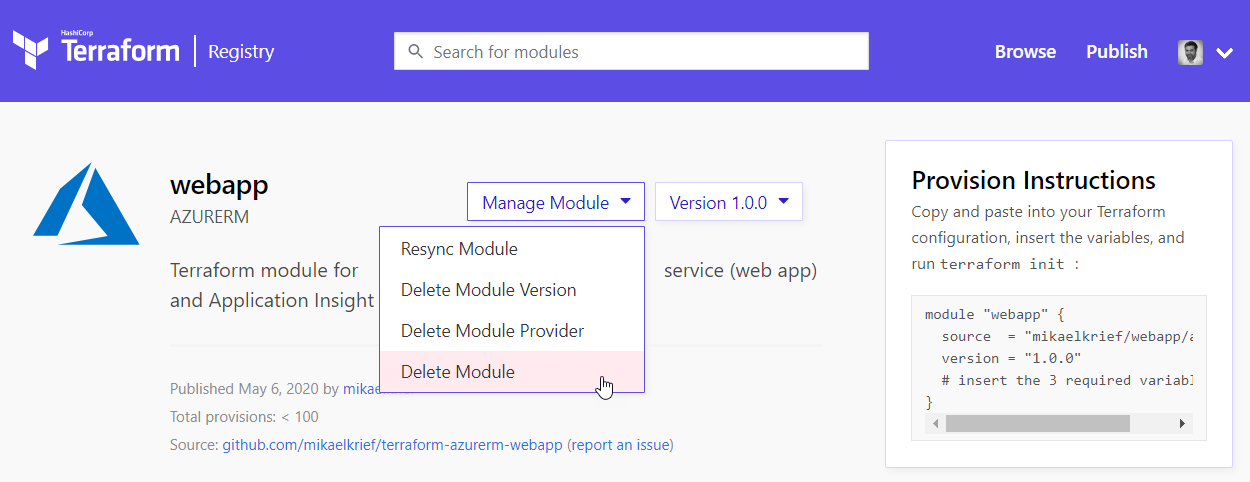 HashiCorp
Terraform
Registry
Search for modules
Browse
Publish
webapp
AZURERM
Manage Module
Version 1.0.0
Resync Module
Delete Module Version
Delete Module Provider
Delete Module
Terraform module for service (web app)
and Application Insight
Published May 6, 2020 by
Total provisions: < 100
Source: github.com/mikaelkrief/terraform-azurerm-webapp (report an issue)
Provision Instructions
Copy and paste into your Terraform
configuration, insert the variables, and
run terraform init :
module "webapp" {
source = "mikaelkrief/webapp/a
version = "1.0.0"
# insert the 3 required variabl
}